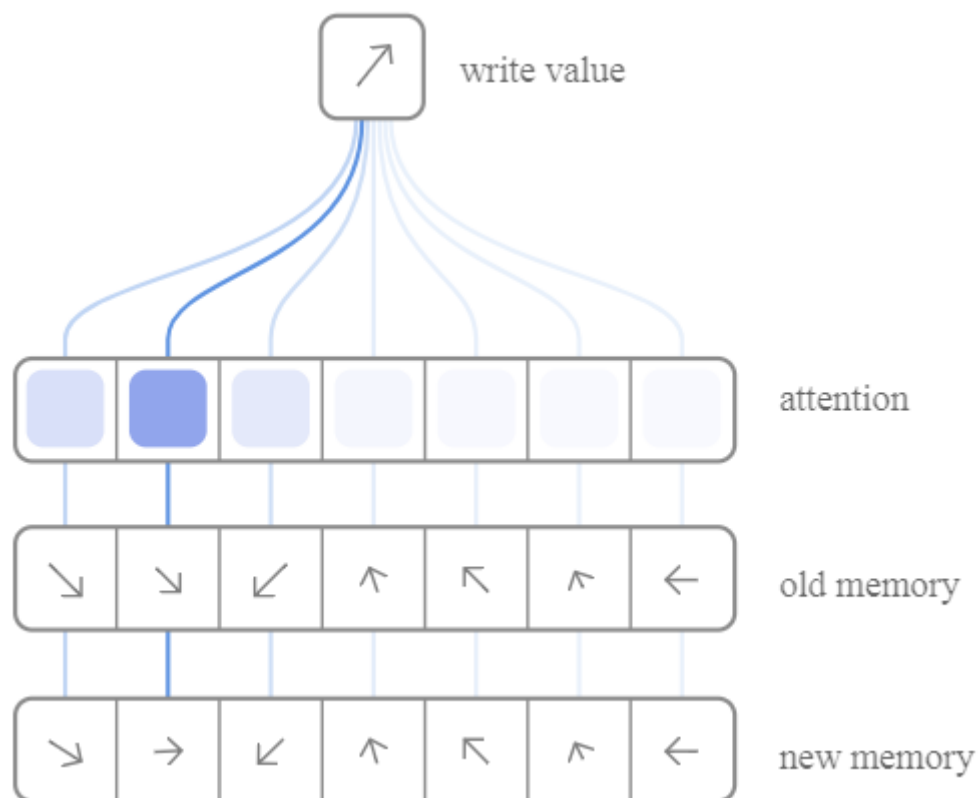 write value
attention
old memory
new memory